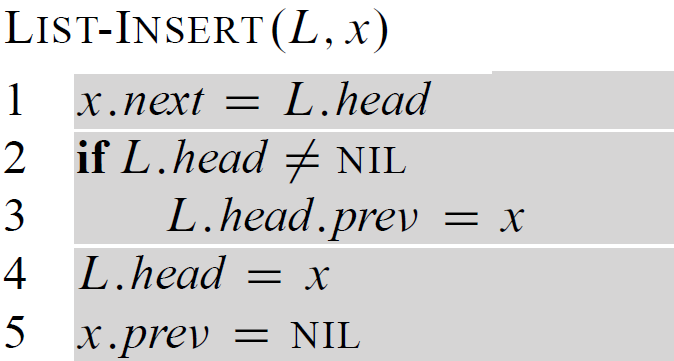 LIST-INSERT(L, x)
1 x.next = L.head
2 if L.head ≠ NIL
3 L.head.prev = x
4 L.head = x
5 x.prev = NIL